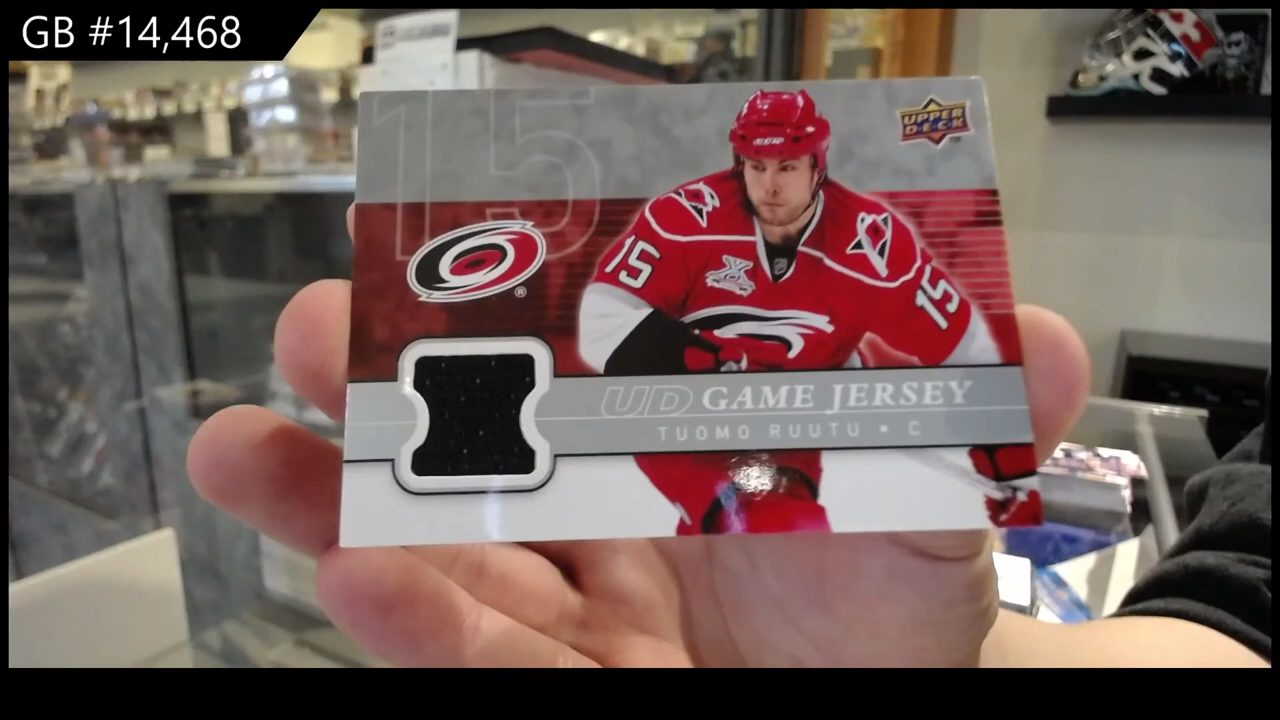 GB #14,468
15
UPPER
DECK
15
15
UD GAME JERSEY
TUOMO RUUTU • C
®